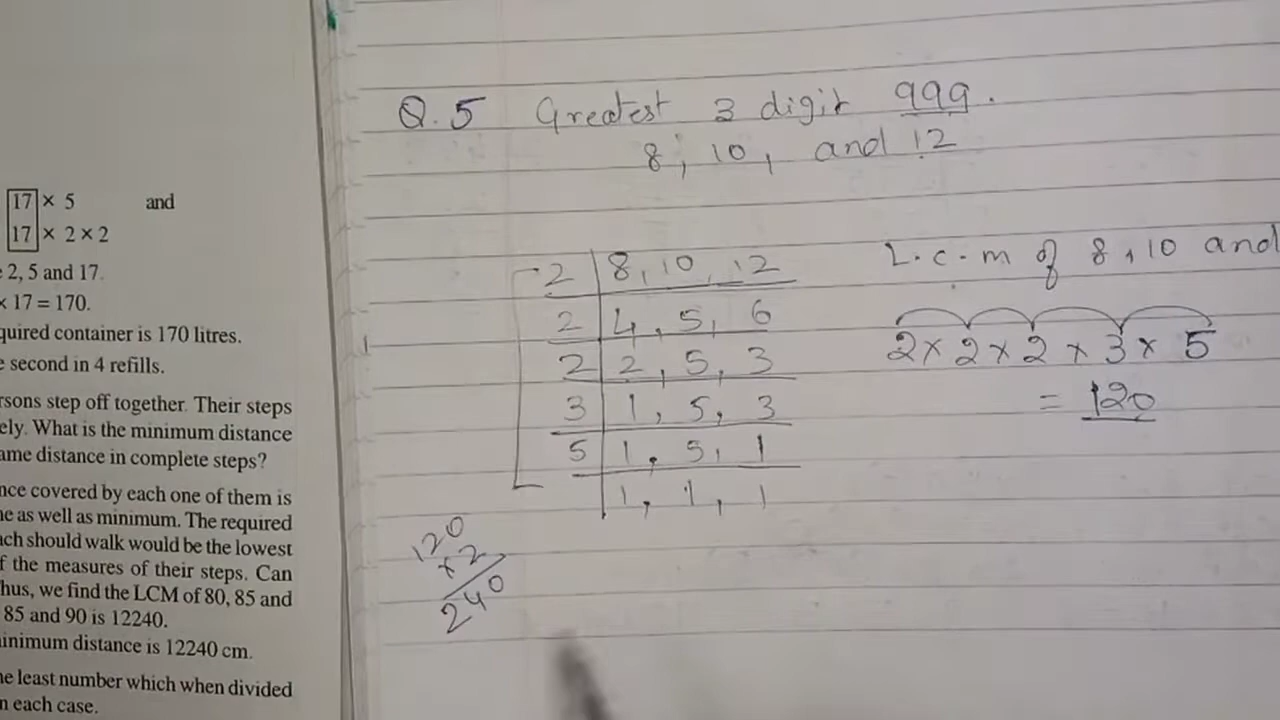 17 × 5 and
17 × 2 × 2
2, 5 and 17.
× 17 = 170.
quired container is 170 litres.
e second in 4 refills.
rsons step off together. Their steps
ely. What is the minimum distance
ame distance in complete steps?
nce covered by each one of them is
ne as well as minimum. The required
ach should walk would be the lowest
f the measures of their steps. Can
hus, we find the LCM of 80, 85 and
85 and 90 is 12240.
inimum distance is 12240 cm.
e least number which when divided
n each case.
Q.5 Greatest 3 digit 999.
8, 10, and 12
2 | 8, 10, 12
2 | 4, 5, 6
2 | 2, 5, 3
3 | 1, 5, 3
5 | 1, 5, 1
1, 1, 1
L.c.m of 8, 10 and
2 × 2 × 2 × 3 × 5
= 120
120
× 2
240